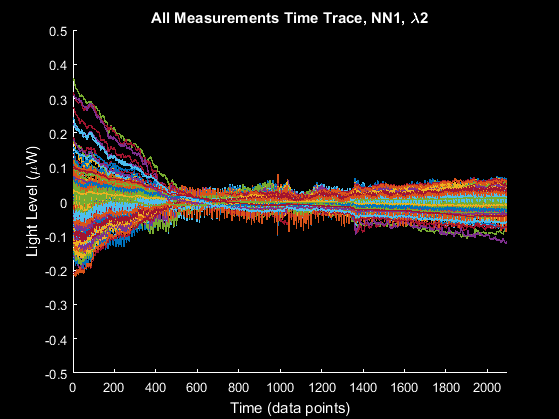 All Measurements Time Trace, NN1, λ2
0.5
0.4
0.3
0.2
0.1
0
-0.1
-0.2
-0.3
-0.4
-0.5
Light Level (μW)
0 200 400 600 800 1000 1200 1400 1600 1800 2000
Time (data points)